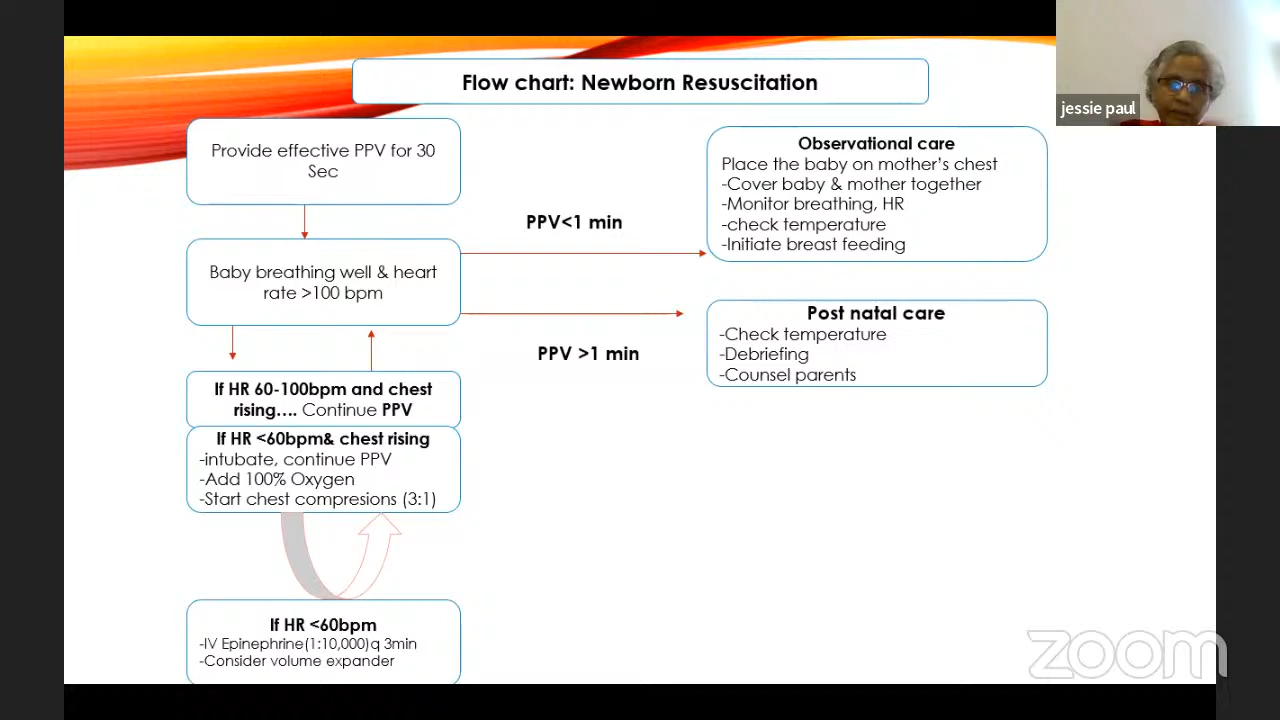 Flow chart: Newborn Resuscitation
jessie paul
Provide effective PPV for 30
Sec
Observational care
Place the baby on mother's chest
-Cover baby & mother together
-Monitor breathing, HR
-check temperature
-Initiate breast feeding
PPV<1 min
Baby breathing well & heart
rate >100 bpm
PPV >1 min
Post natal care
-Check temperature
-Debriefing
-Counsel parents
If HR 60-100bpm and chest
rising.... Continue PPV
If HR <60bpm& chest rising
-intubate, continue PPV
-Add 100% Oxygen
-Start chest compresions (3:1)
If HR <60bpm
-IV Epinephrine(1:10,000)q 3min
-Consider volume expander
zoom